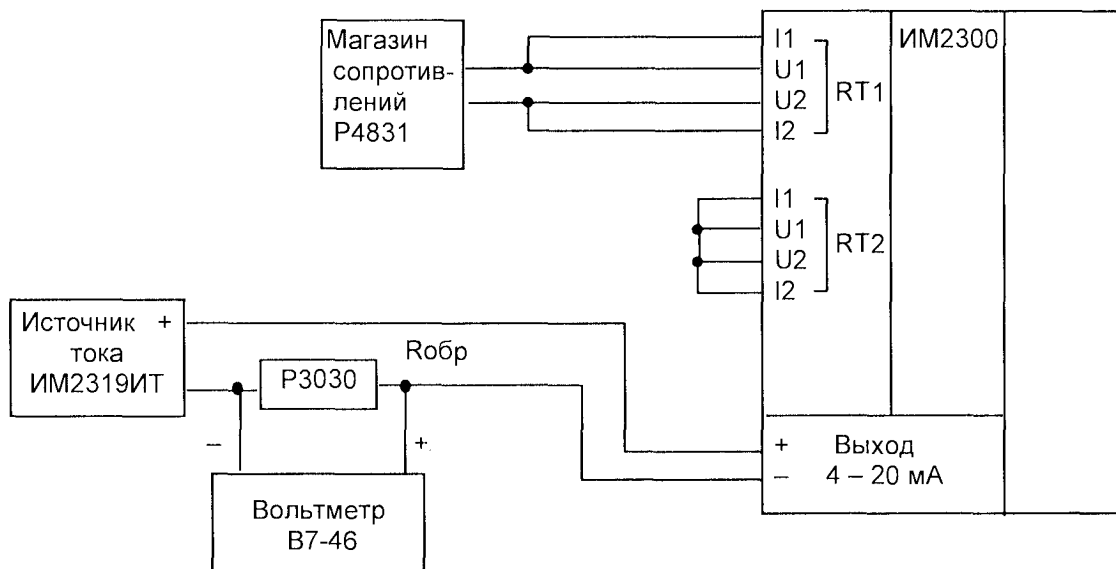 Магазин
сопротив-
лений
Р4831
I1
U1
U2
I2
RT1
ИМ2300
I1
U1
U2
I2
RT2
Источник +
тока
ИМ2319ИТ
Rобр
Р3030
– +
Вольтметр
В7-46
+ Выход
– 4 – 20 мА